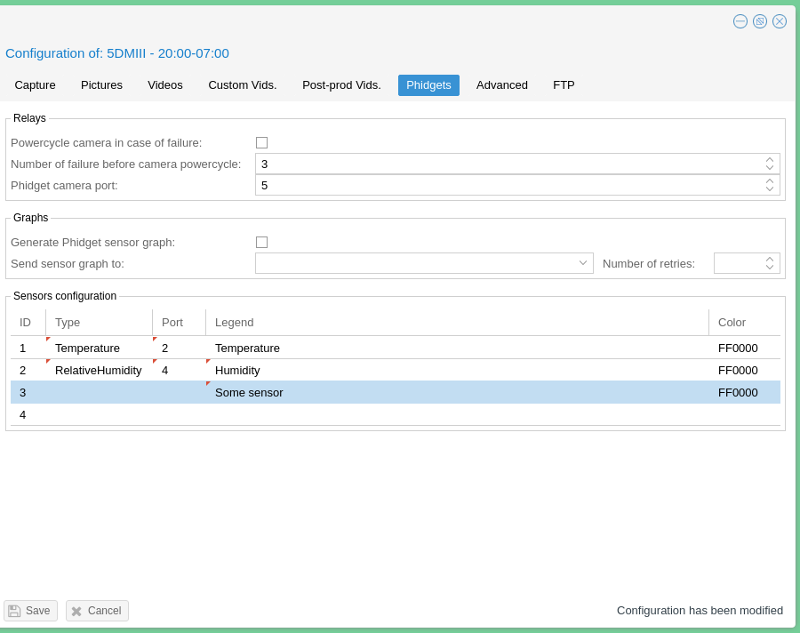 Configuration of: 5DMIII - 20:00-07:00
Capture Pictures Videos Custom Vids. Post-prod Vids. Phidgets Advanced FTP
Relays
Powercycle camera in case of failure:
Number of failure before camera powercycle: 3
Phidget camera port: 5
Graphs
Generate Phidget sensor graph:
Send sensor graph to: Number of retries:
Sensors configuration
ID Type Port Legend Color
1 Temperature 2 Temperature FF0000
2 RelativeHumidity 4 Humidity FF0000
3 Some sensor FF0000
4
Save Cancel Configuration has been modified